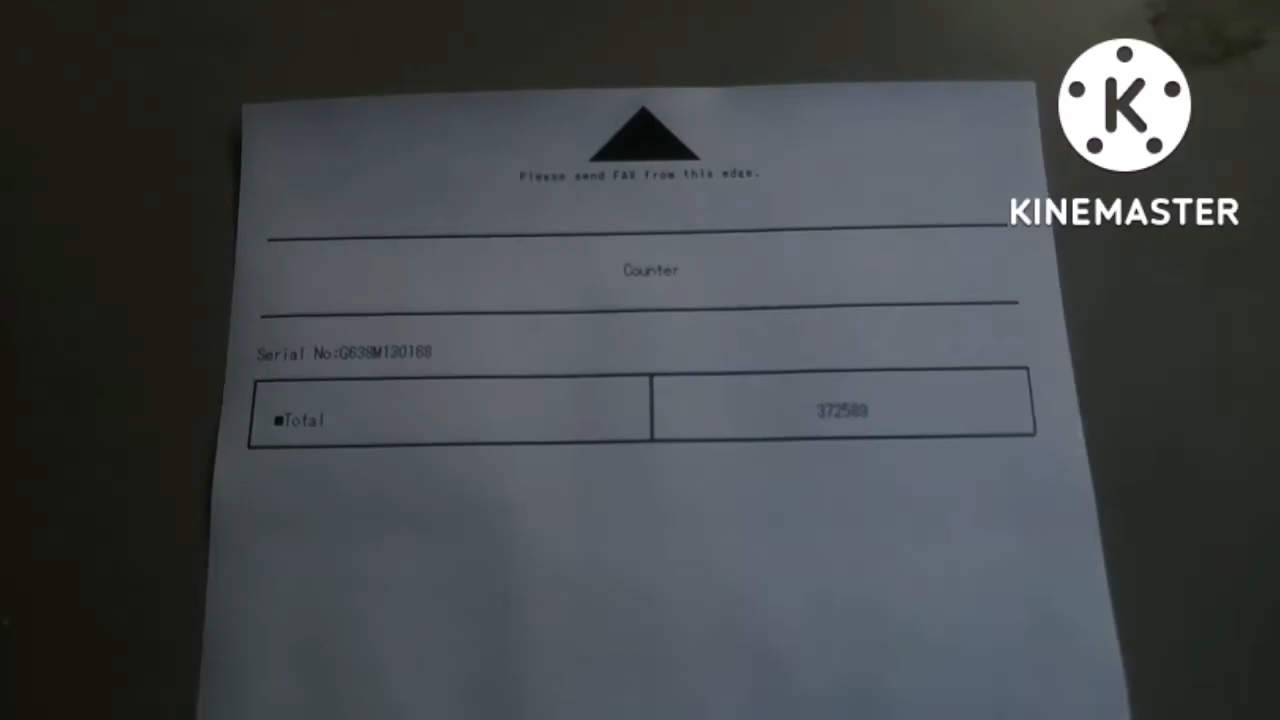 K
KINEMASTER
Please send FAX from this edge.
Counter
Serial No:G638M130168
■Total
372589